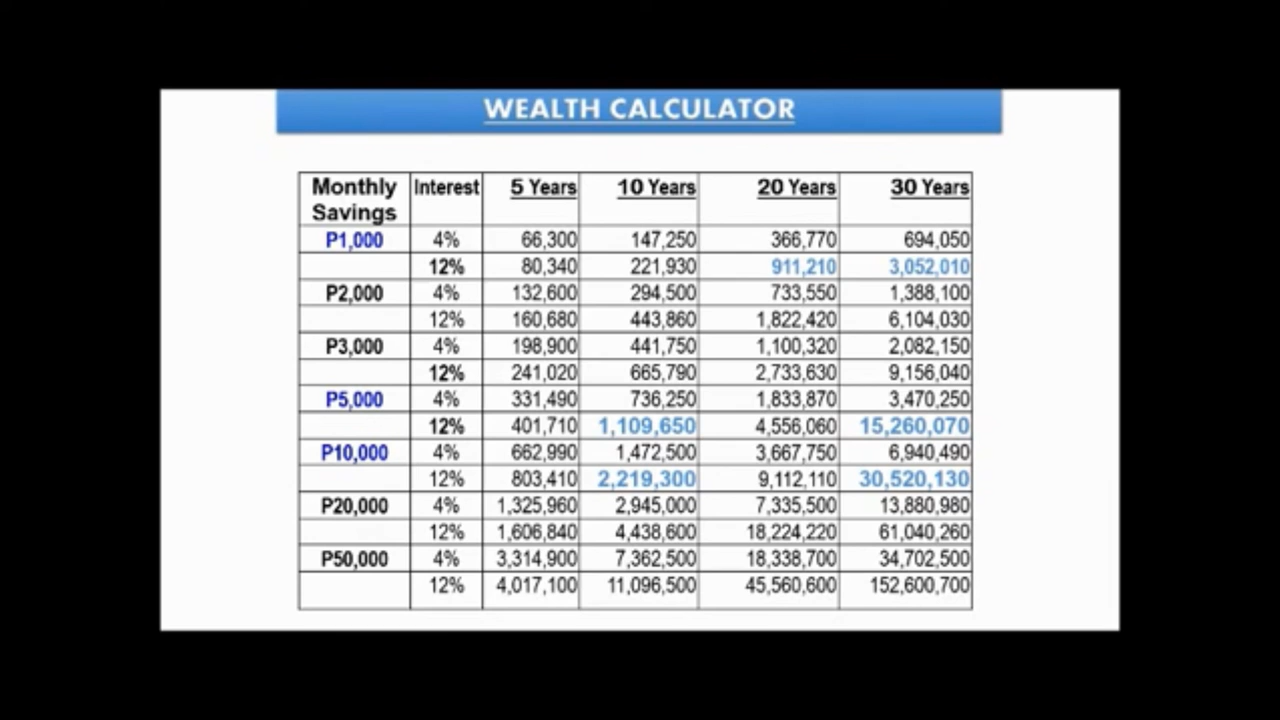 WEALTH CALCULATOR
Monthly Savings Interest 5 Years 10 Years 20 Years 30 Years
P1,000 4% 66,300 147,250 366,770 694,050
12% 80,340 221,930 911,210 3,052,010
P2,000 4% 132,600 294,500 733,550 1,388,100
12% 160,680 443,860 1,822,420 6,104,030
P3,000 4% 198,900 441,750 1,100,320 2,082,150
12% 241,020 665,790 2,733,630 9,156,040
P5,000 4% 331,490 736,250 1,833,870 3,470,250
12% 401,710 1,109,650 4,556,060 15,260,070
P10,000 4% 662,990 1,472,500 3,667,750 6,940,490
12% 803,410 2,219,300 9,112,110 30,520,130
P20,000 4% 1,325,960 2,945,000 7,335,500 13,880,980
12% 1,606,840 4,438,600 18,224,220 61,040,260
P50,000 4% 3,314,900 7,362,500 18,338,700 34,702,500
12% 4,017,100 11,096,500 45,560,600 152,600,700